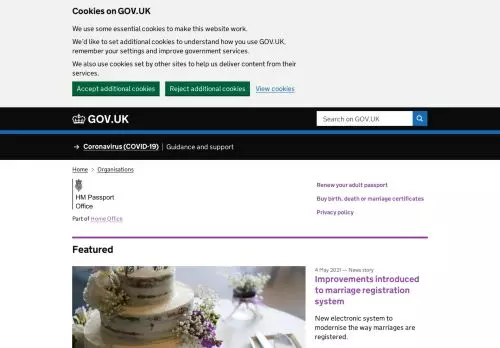 Cookies on GOV.UK
We use some essential cookies to make this website work.
We'd like to set additional cookies to understand how you use GOV.UK,
remember your settings and improve government services.
We also use cookies set by other sites to help us deliver content from their
services.
Accept additional cookies Reject additional cookies View cookies
GOV.UK
Search on GOV.UK
→ Coronavirus (COVID-19) Guidance and support
Home > Organisations
HM Passport
Office
Part of Home Office
Renew your adult passport
Buy birth, death or marriage certificates
Privacy policy
Featured
4 May 2021 — News story
Improvements introduced
to marriage registration
system
New electronic system to
modernise the way marriages are
registered.